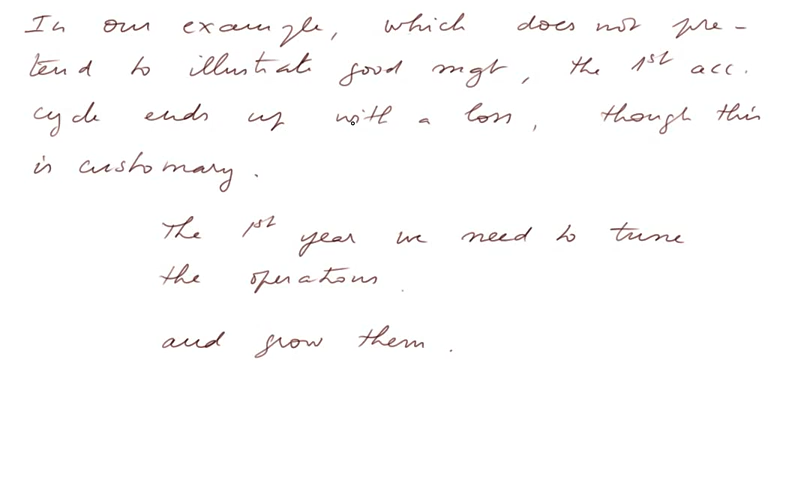 In our example, which does not pre-
tend to illustrate good mgt, the 1st acc.
cycle ends up with a loss, though this
is customary.
The 1st year we need to tune
the operations.
and grow them.